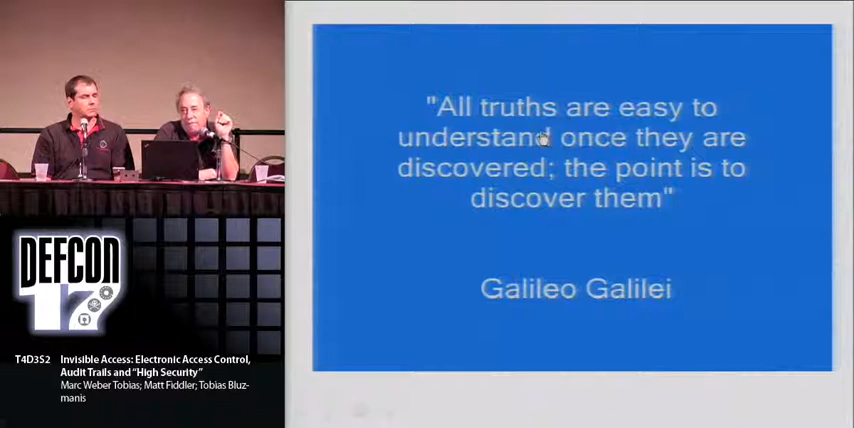 "All truths are easy to
understand once they are
discovered; the point is to
discover them"
Galileo Galilei
DEFCON
17
T4D3S2 Invisible Access: Electronic Access Control,
Audit Trails and "High Security"
Marc Weber Tobias; Matt Fiddler; Tobias Bluz-
manis